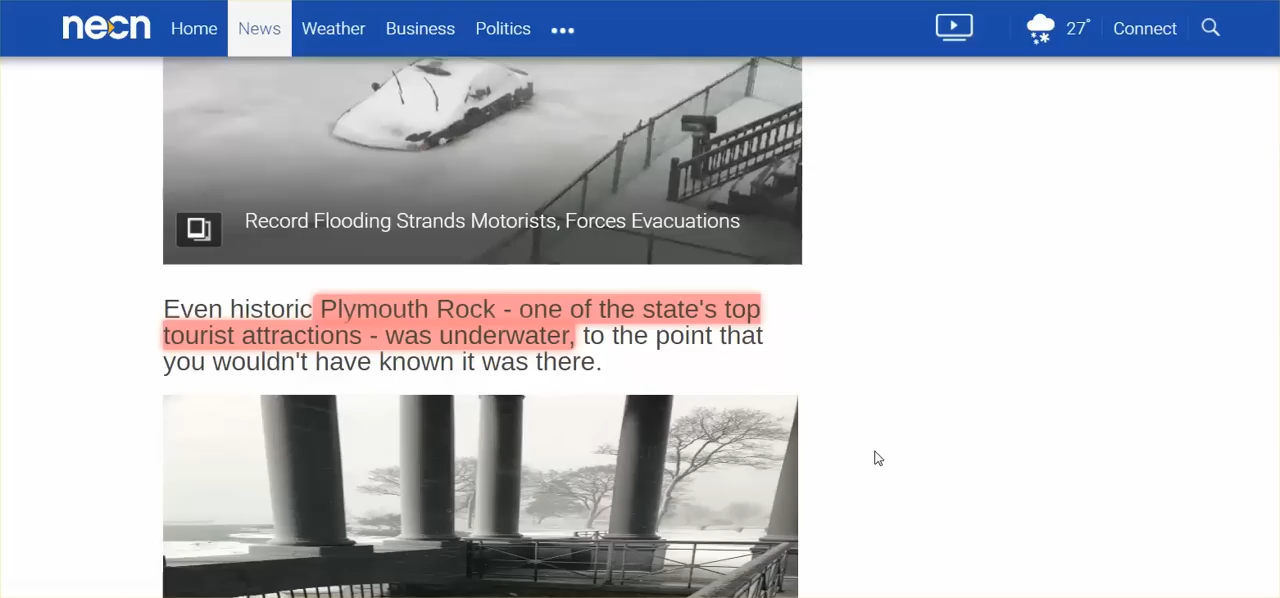 necn Home News Weather Business Politics ••• 27° Connect
Record Flooding Strands Motorists, Forces Evacuations
Even historic Plymouth Rock - one of the state's top
tourist attractions - was underwater, to the point that
you wouldn't have known it was there.